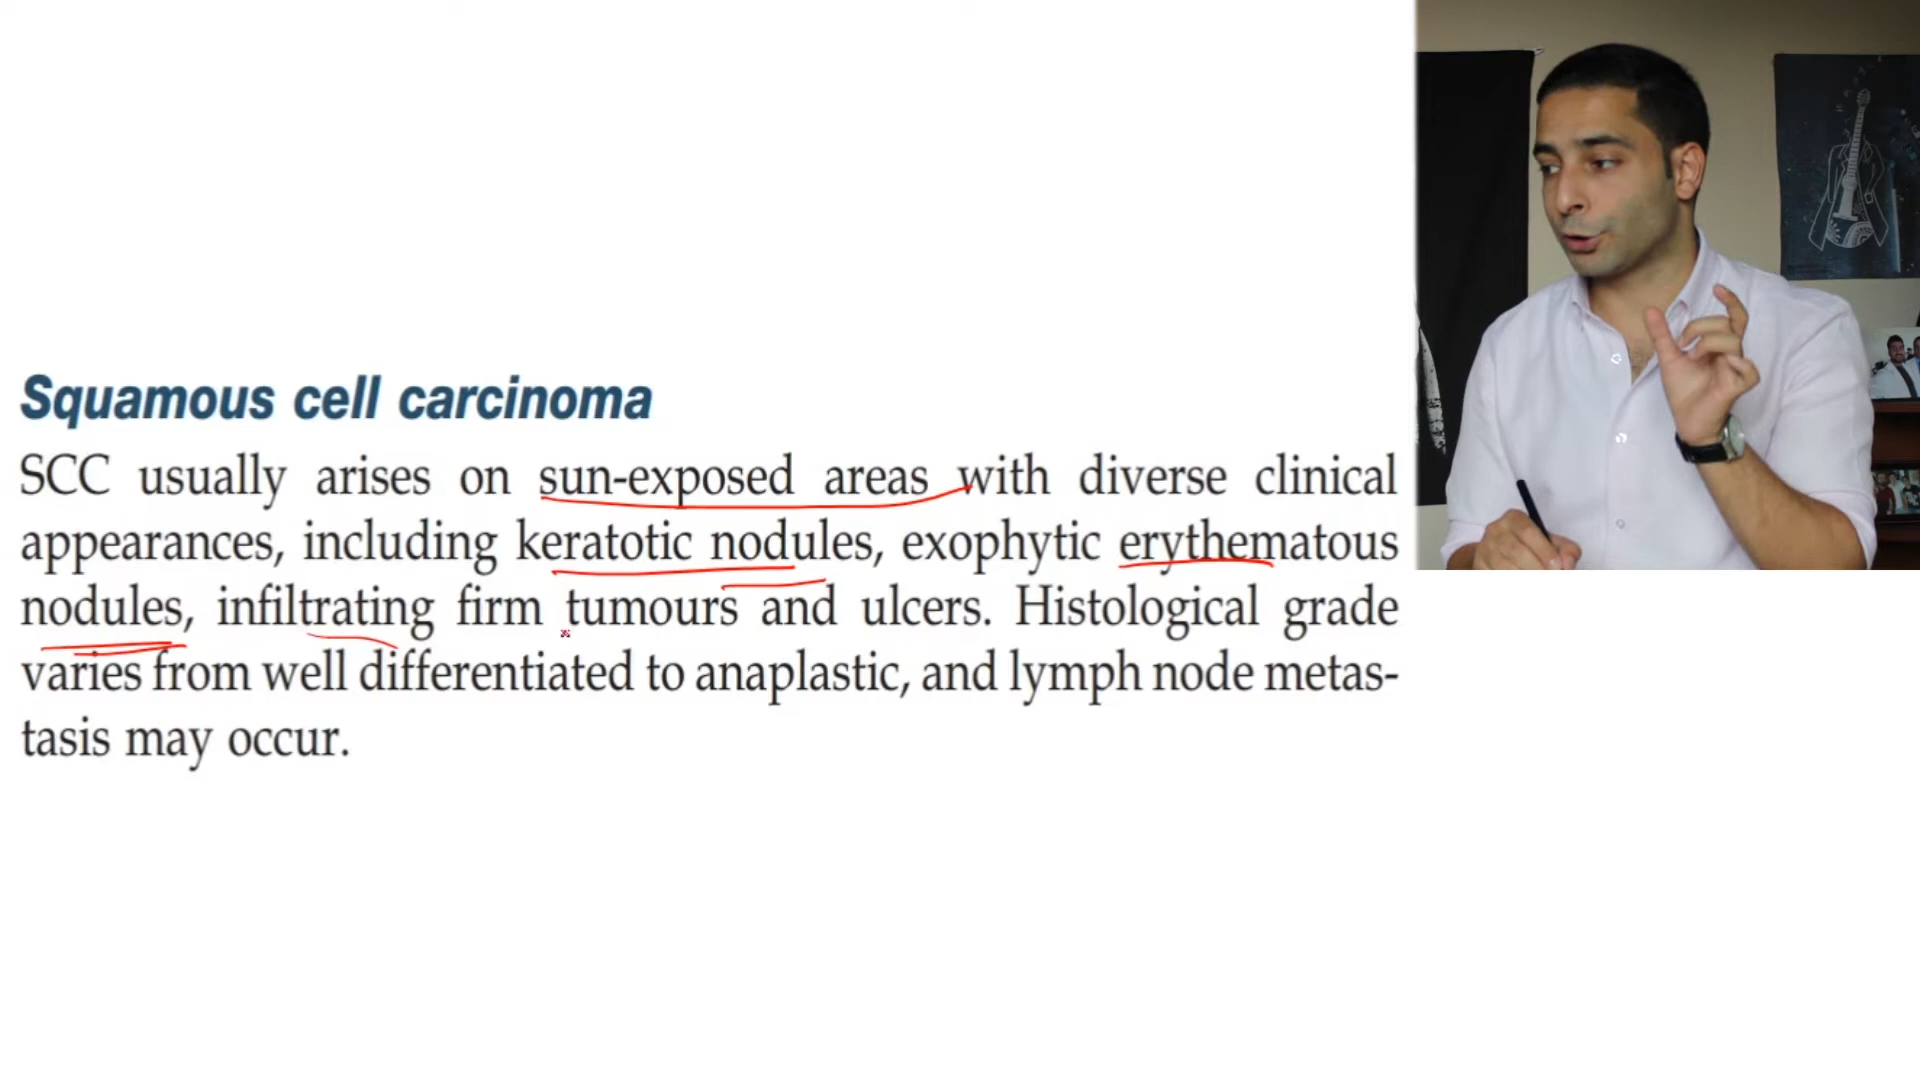 Squamous cell carcinoma
SCC usually arises on sun-exposed areas with diverse clinical
appearances, including keratotic nodules, exophytic erythematous
nodules, infiltrating firm tumours and ulcers. Histological grade
varies from well differentiated to anaplastic, and lymph node metas-
tasis may occur.